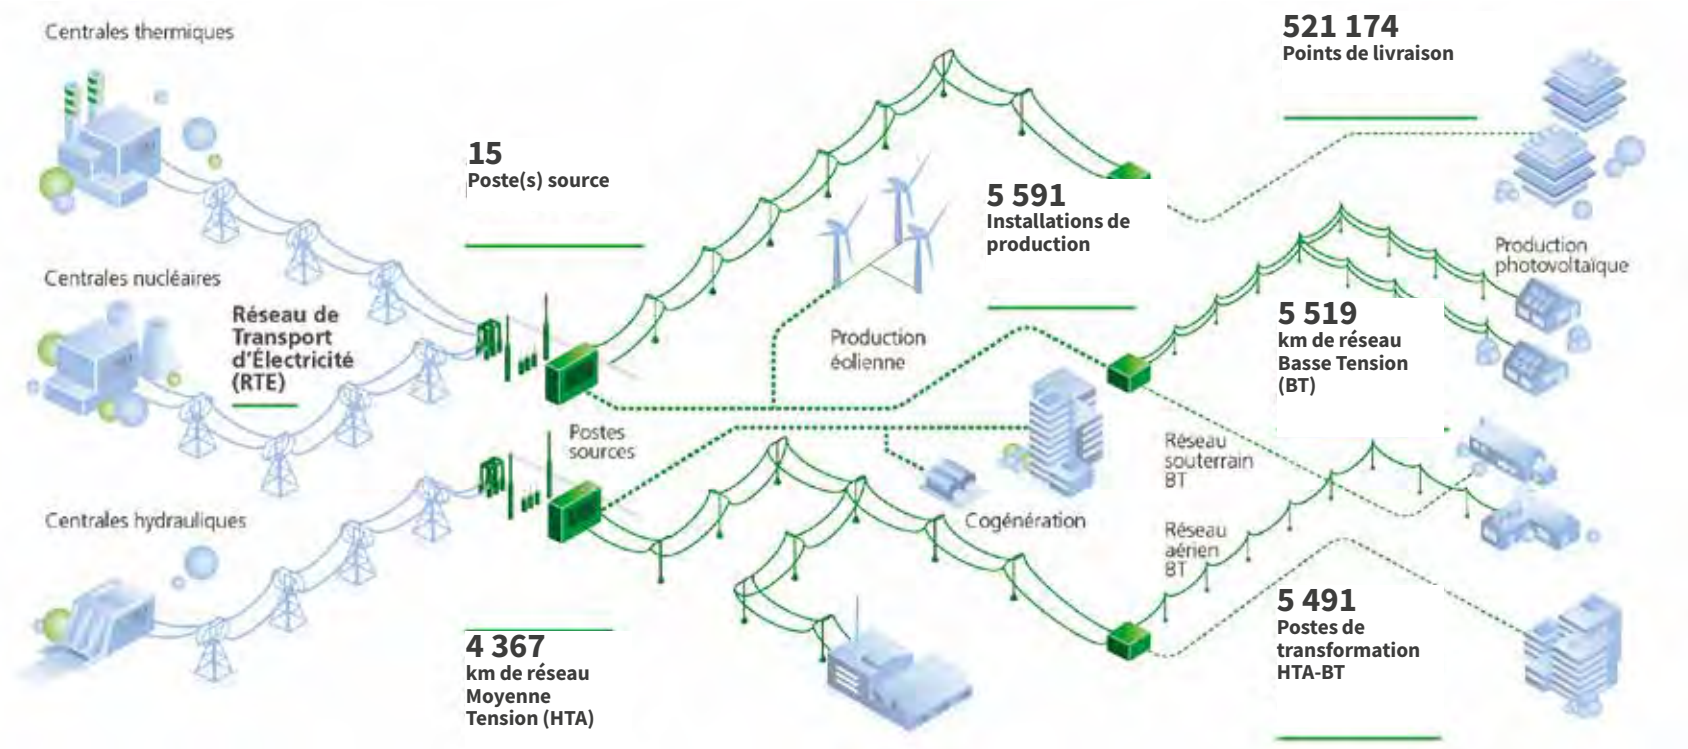 Centrales thermiques
521 174
Points de livraison
15
Poste(s) source
5 591
Installations de
production
Production
photovoltaïque
Centrales nucléaires
Réseau de
Transport
d'Électricité
(RTE)
5 519
km de réseau
Basse Tension
(BT)
Production
éolienne
Postes
sources
Réseau
souterrain
BT
Centrales hydrauliques
Cogénération
Réseau
aérien
BT
5 491
Postes de
transformation
HTA-BT
4 367
km de réseau
Moyenne
Tension (HTA)